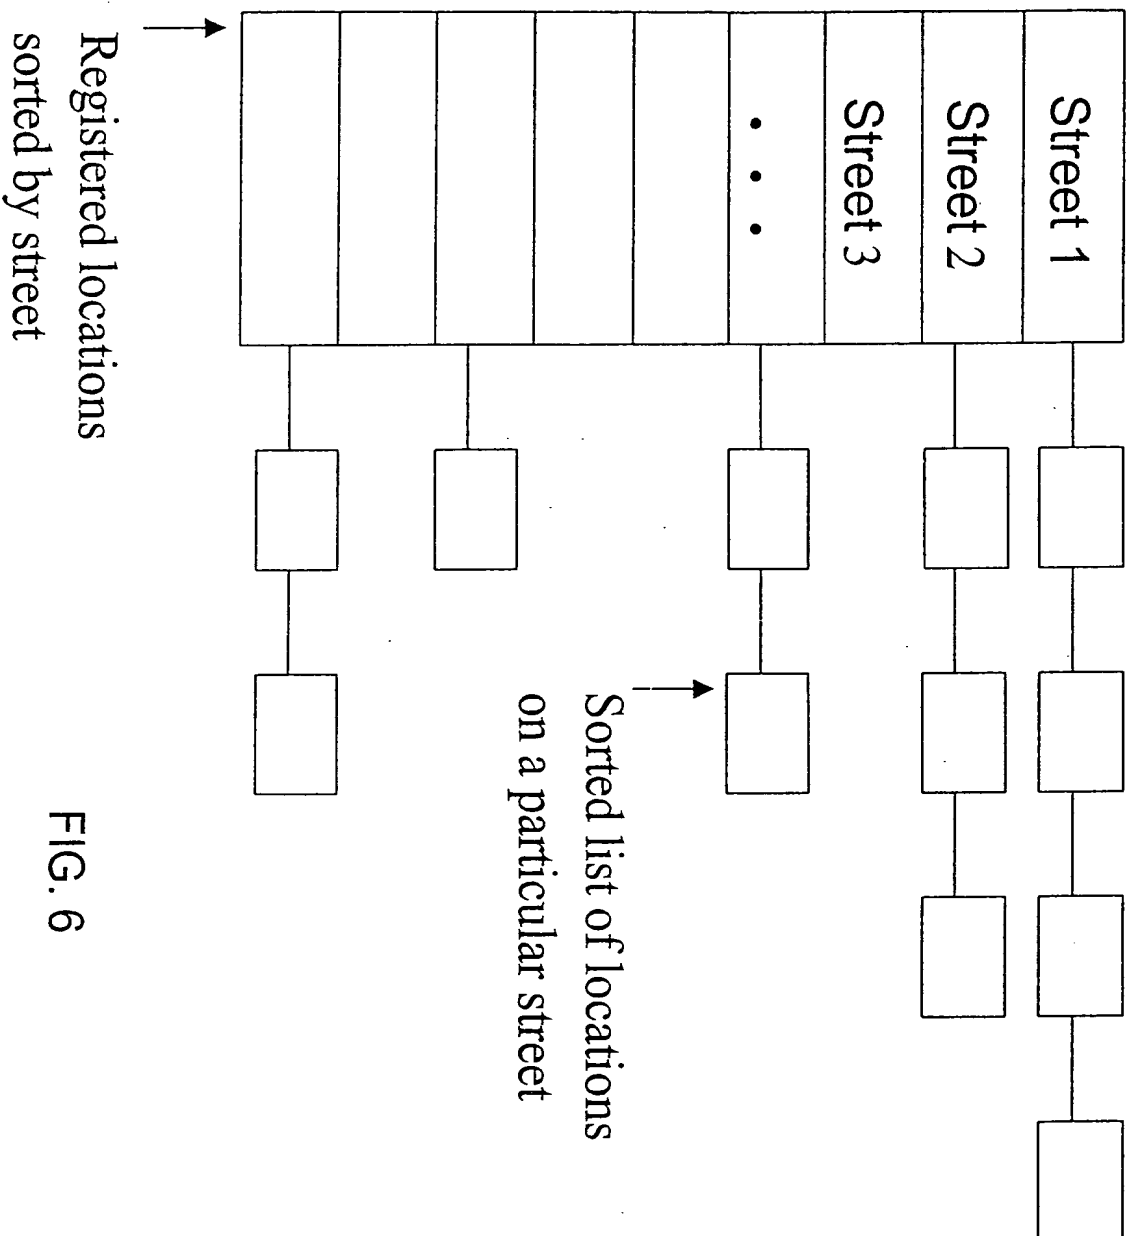 Street 1
Street 2
Street 3
• • •
Sorted list of locations
on a particular street
Registered locations
sorted by street
FIG. 6